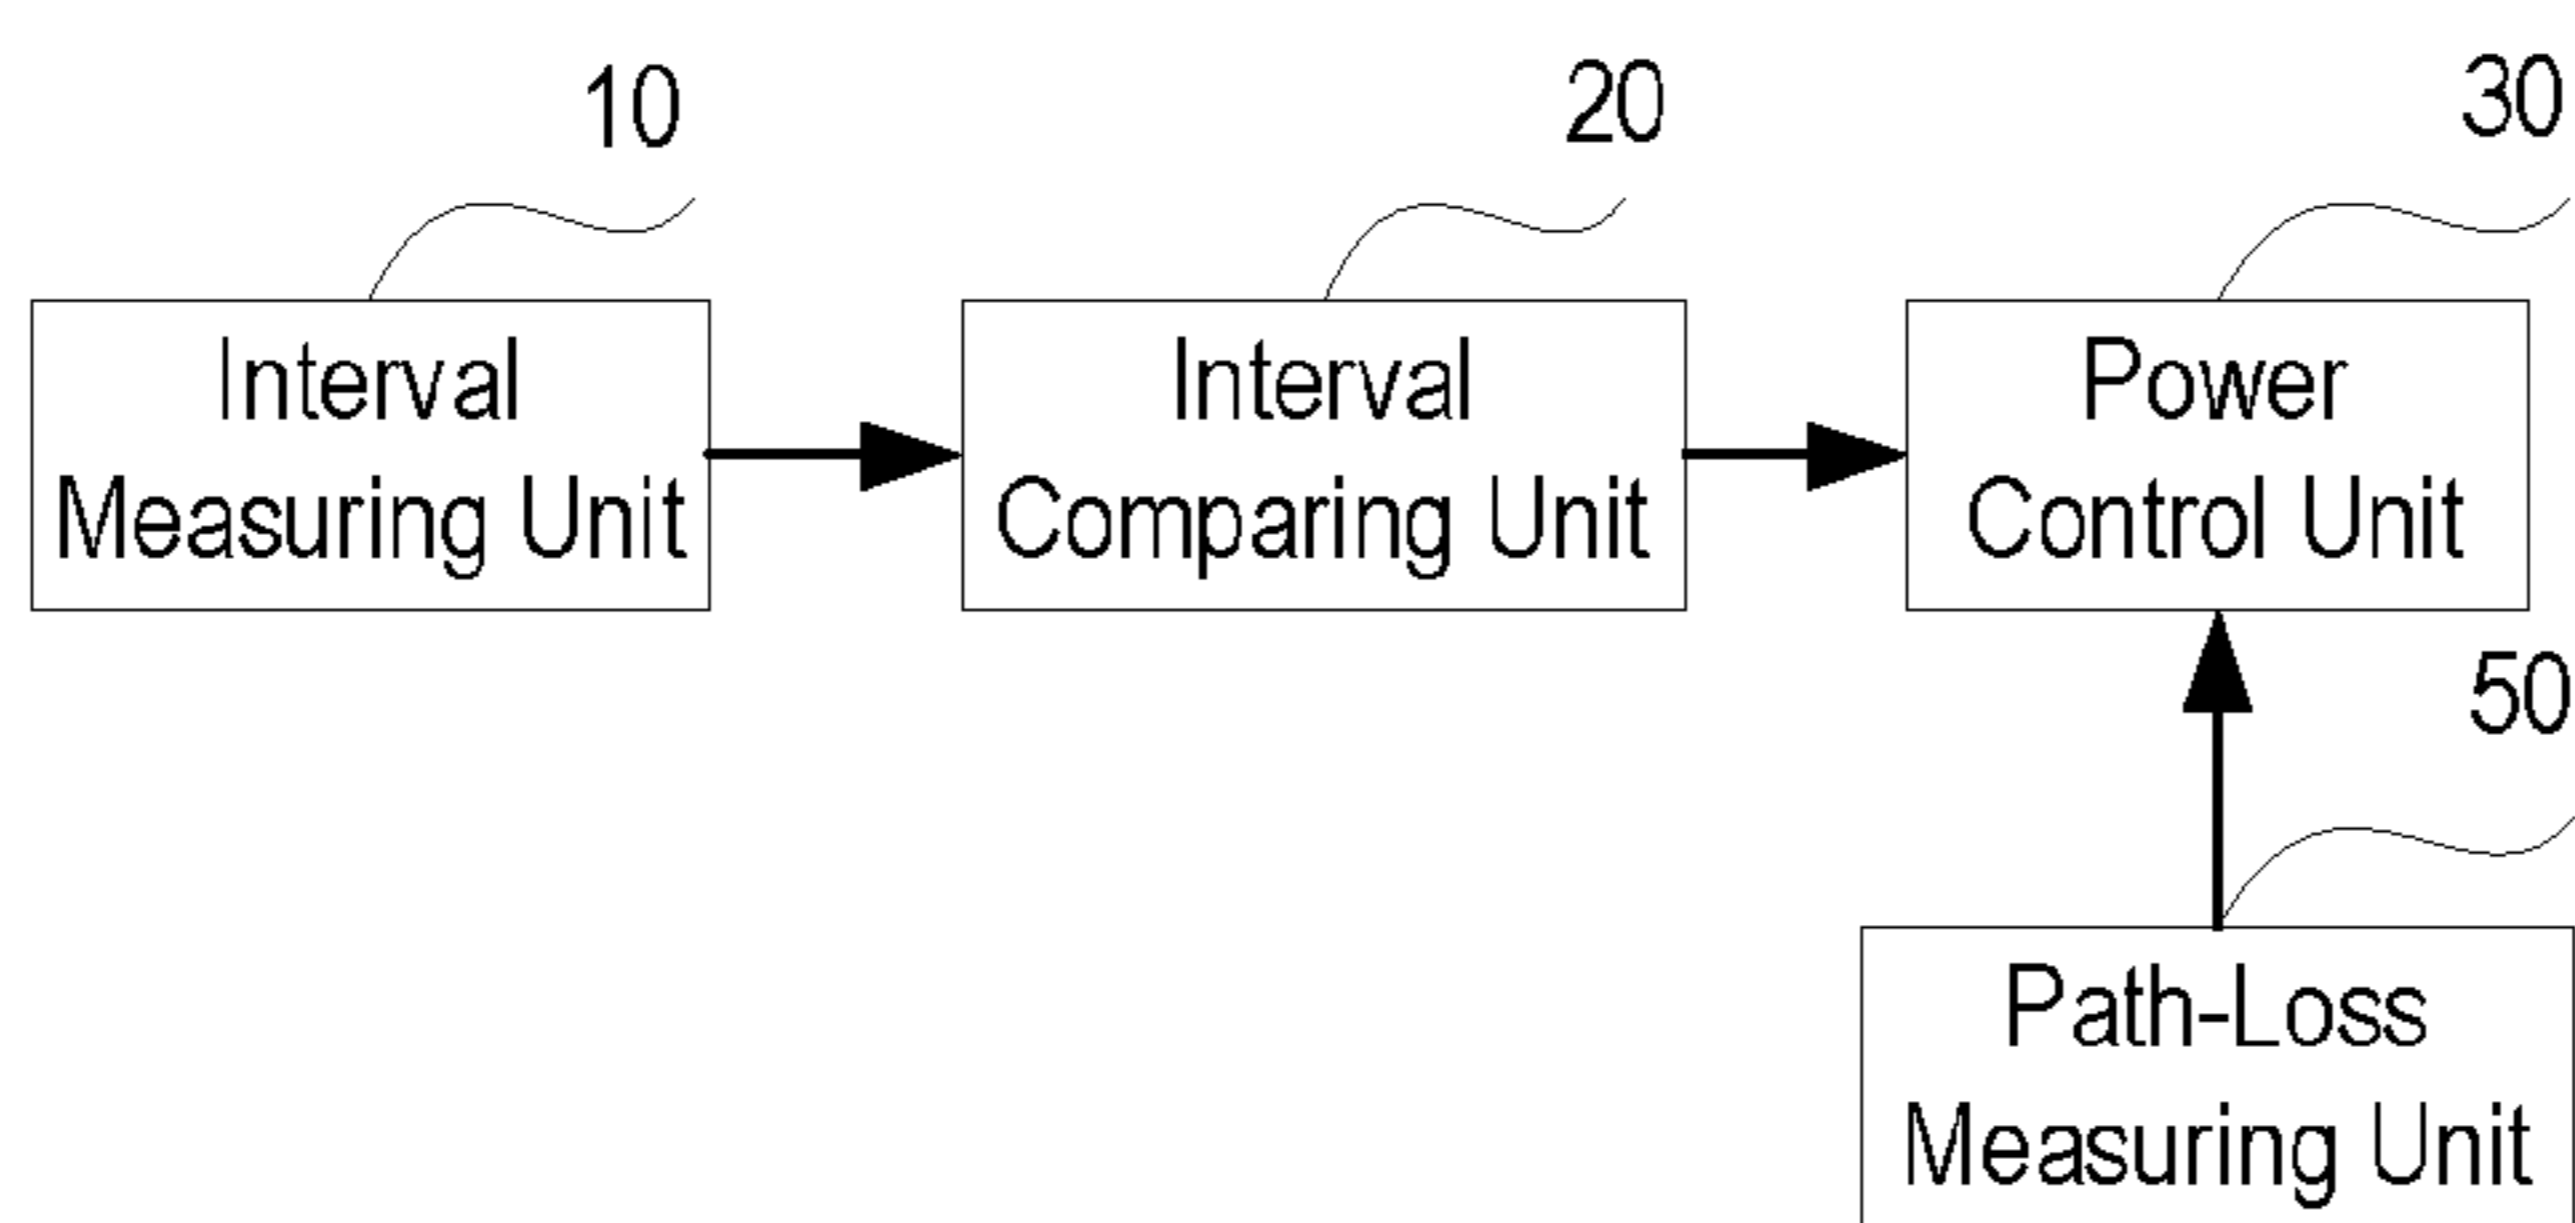 10
20
30
Interval
Measuring Unit
Interval
Comparing Unit
Power
Control Unit
50
Path-Loss
Measuring Unit